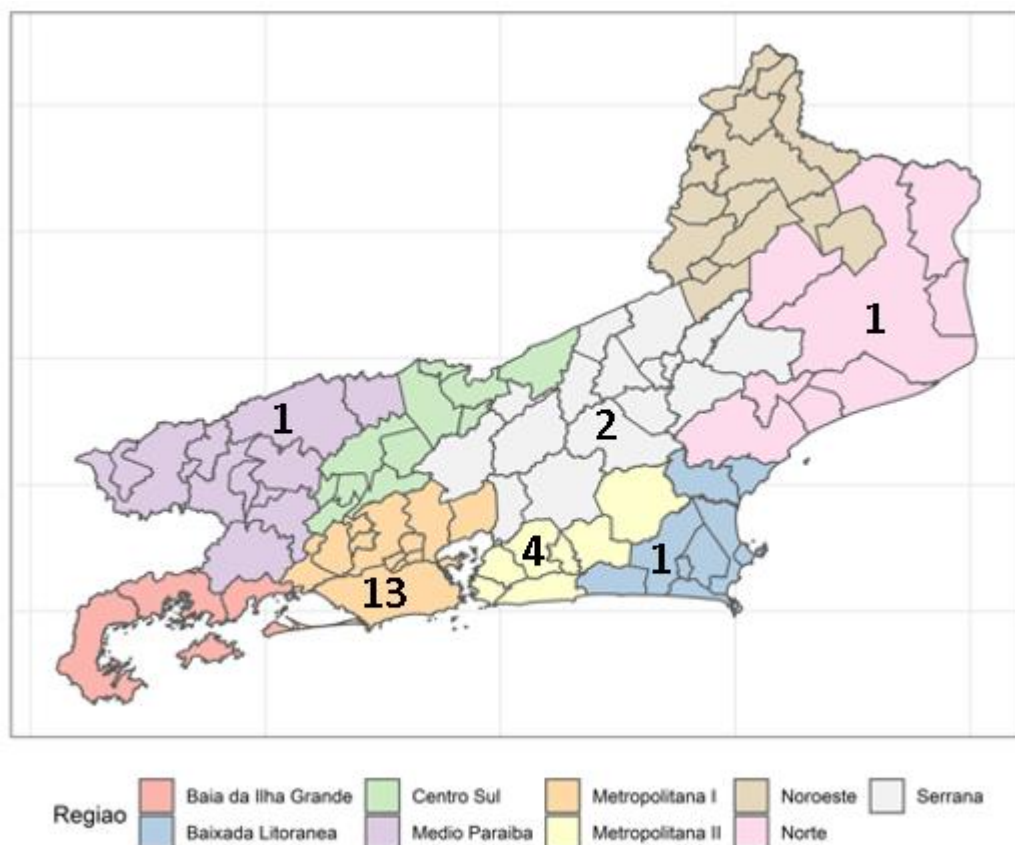 1
1
2
4
1
13
Regiao
Baia da Ilha Grande Centro Sul Metropolitana I Noroeste Serrana
Baixada Litoranea Medio Paraiba Metropolitana II Norte